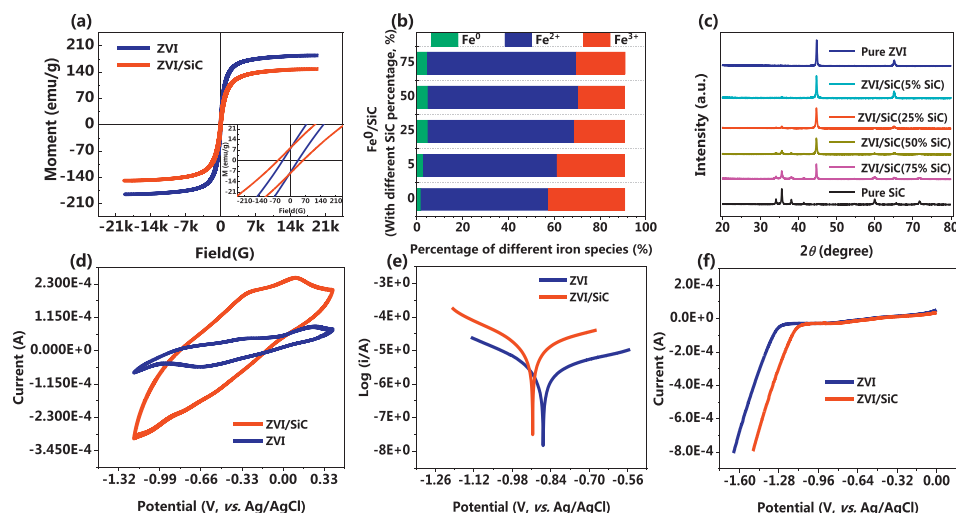 (a)
Moment (emu/g)
210
140
70
0
-70
-140
-210
ZVI
ZVI/SiC
M (emu/g)
21
14
7
0
-7
-14
-21
-210 -140 -70 0 70 140 210
Field(G)
-21k -14k -7k 0 7k 14k 21k
Field(G)
(b)
Fe⁰ Fe²⁺ Fe³⁺
Fe⁰/SiC
(With different SiC percentage, %)
75
50
25
5
0
0 10 20 30 40 50 60 70 80 90 100
Percentage of different iron species (%)
(c)
Intensity (a.u.)
Pure ZVI
ZVI/SiC(5% SiC)
ZVI/SiC(25% SiC)
ZVI/SiC(50% SiC)
ZVI/SiC(75% SiC)
Pure SiC
20 30 40 50 60 70 80
2θ (degree)
(d)
Current (A)
2.300E-4
1.150E-4
0.000E-4
-1.150E-4
-2.300E-4
-3.450E-4
ZVI/SiC
ZVI
-1.32 -0.99 -0.66 -0.33 0.00 0.33
Potential (V, vs. Ag/AgCl)
(e)
Log (i/A)
-3E+0
-4E+0
-5E+0
-6E+0
-7E+0
-8E+0
ZVI
ZVI/SiC
-1.26 -1.12 -0.98 -0.84 -0.70 -0.56
Potential (V, vs. Ag/AgCl)
(f)
Current (A)
0.0E-4
-2.0E-4
-4.0E-4
-6.0E-4
-8.0E-4
ZVI
ZVI/SiC
-1.60 -1.28 -0.96 -0.64 -0.32 0.00
Potential (V, vs. Ag/AgCl)